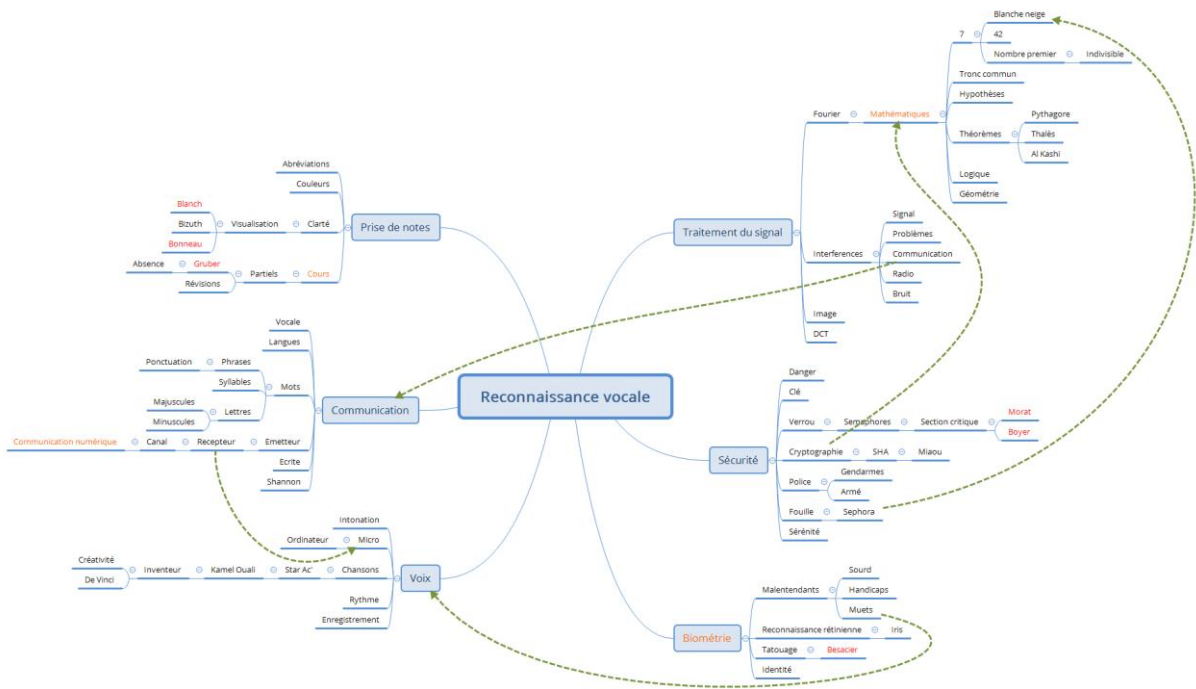 Reconnaissance vocale
Prise de notes
Abréviations
Couleurs
Clarté
Visualisation
Blanch
Bizuth
Bonneau
Cours
Partiels
Gruber
Absence
Révisions
Communication
Vocale
Langues
Mots
Phrases
Ponctuation
Syllables
Lettres
Majuscules
Minuscules
Emetteur
Recepteur
Canal
Communication numérique
Ecrite
Shannon
Voix
Intonation
Micro
Ordinateur
Chansons
Star Ac'
Kamel Ouali
Inventeur
Créativité
De Vinci
Rythme
Enregistrement
Traitement du signal
Fourier
Mathématiques
7
Blanche neige
42
Nombre premier
Indivisible
Tronc commun
Hypothèses
Théorèmes
Pythagore
Thalès
Al Kashi
Logique
Géométrie
Interferences
Signal
Problèmes
Communication
Radio
Bruit
Image
DCT
Sécurité
Danger
Clé
Verrou
Semaphores
Section critique
Morat
Boyer
Cryptographie
SHA
Miaou
Police
Gendarmes
Armé
Fouille
Sephora
Sérénité
Biométrie
Malentendants
Sourd
Handicaps
Muets
Reconnaissance rétinienne
Iris
Tatouage
Besacier
Identité